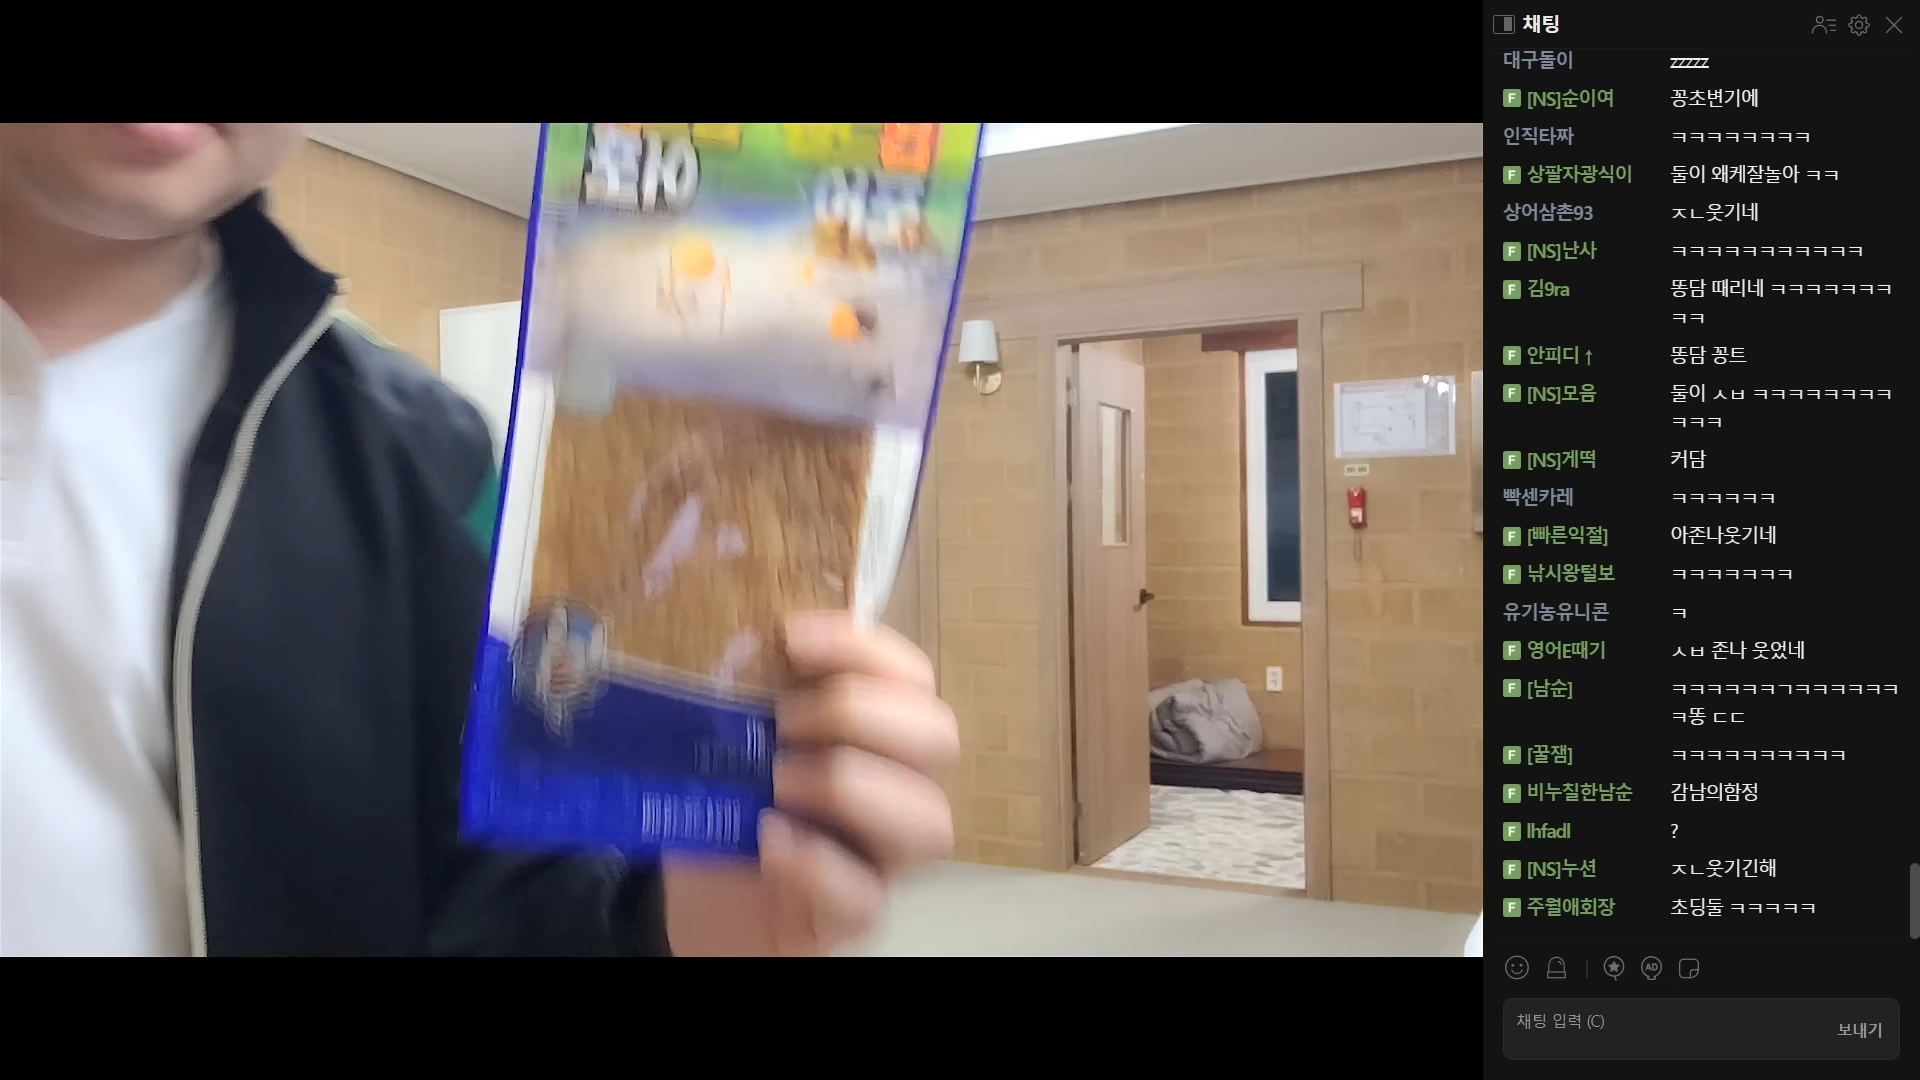 채팅
대구돌이 zzzzz
F [NS]순이여 꽁초변기에
인직타짜 ㅋㅋㅋㅋㅋㅋㅋㅋ
F 상팔자광식이 둘이 왜케잘놀아 ㅋㅋ
상어삼촌93 ㅈㄴ웃기네
F [NS]난사 ㅋㅋㅋㅋㅋㅋㅋㅋㅋㅋㅋ
F 김9ra 똥담 때리네 ㅋㅋㅋㅋㅋㅋㅋ
ㅋㅋ
F 안피디↑ 똥담 꽁트
F [NS]모음 둘이 ㅅㅂ ㅋㅋㅋㅋㅋㅋㅋㅋ
ㅋㅋㅋ
F [NS]게떡 커담
빡센카레 ㅋㅋㅋㅋㅋㅋ
F [빠른익절] 아존나웃기네
F 낚시왕털보 ㅋㅋㅋㅋㅋㅋㅋ
유기농유니콘 ㅋ
F 영어E때기 ㅅㅂ 존나 웃었네
F [남순] ㅋㅋㅋㅋㅋㅋㄱㅋㅋㅋㅋㅋㅋ
ㅋ똥 ㄷㄷ
F [꿀잼] ㅋㅋㅋㅋㅋㅋㅋㅋㅋㅋ
F 비누칠한남순 감남의함정
F lhfadl ?
F [NS]누션 ㅈㄴ웃기긴해
F 주월애회장 초딩둘 ㅋㅋㅋㅋㅋ
AD
채팅 입력 (C)
보내기